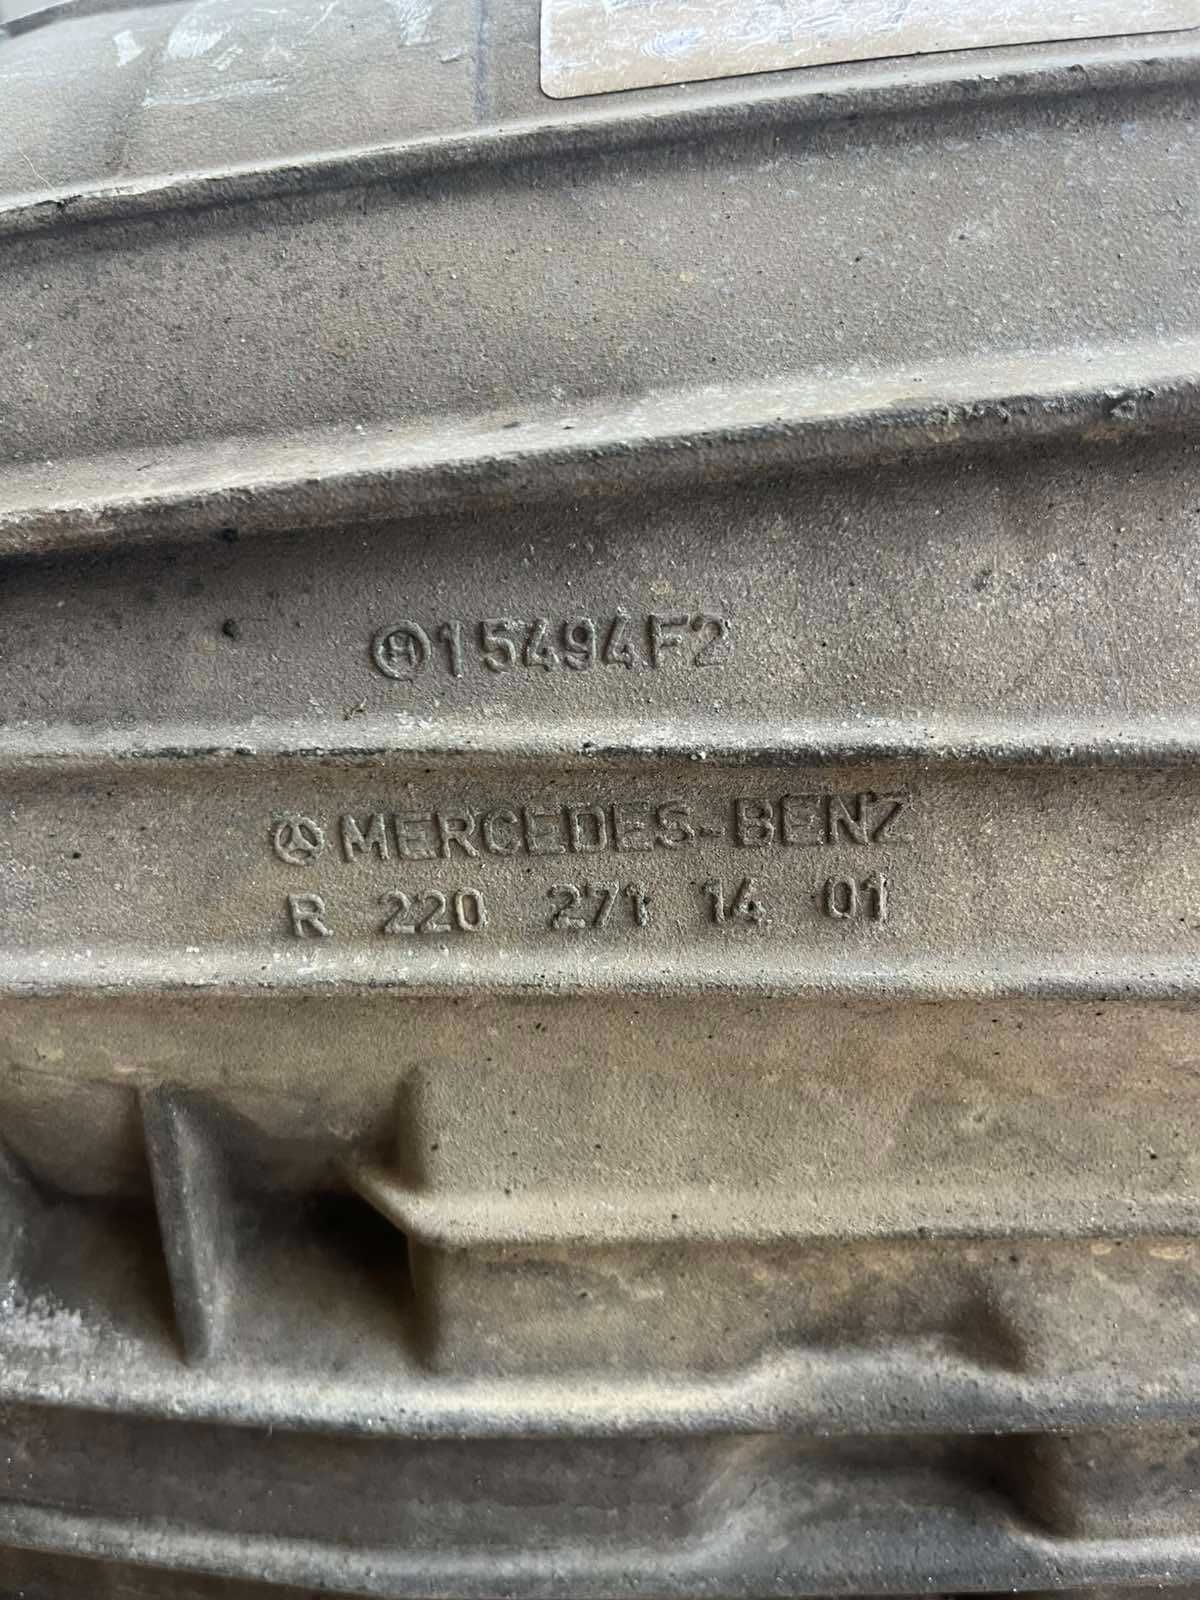 H 15494F2
MERCEDES-BENZ
R 220 271 14 01